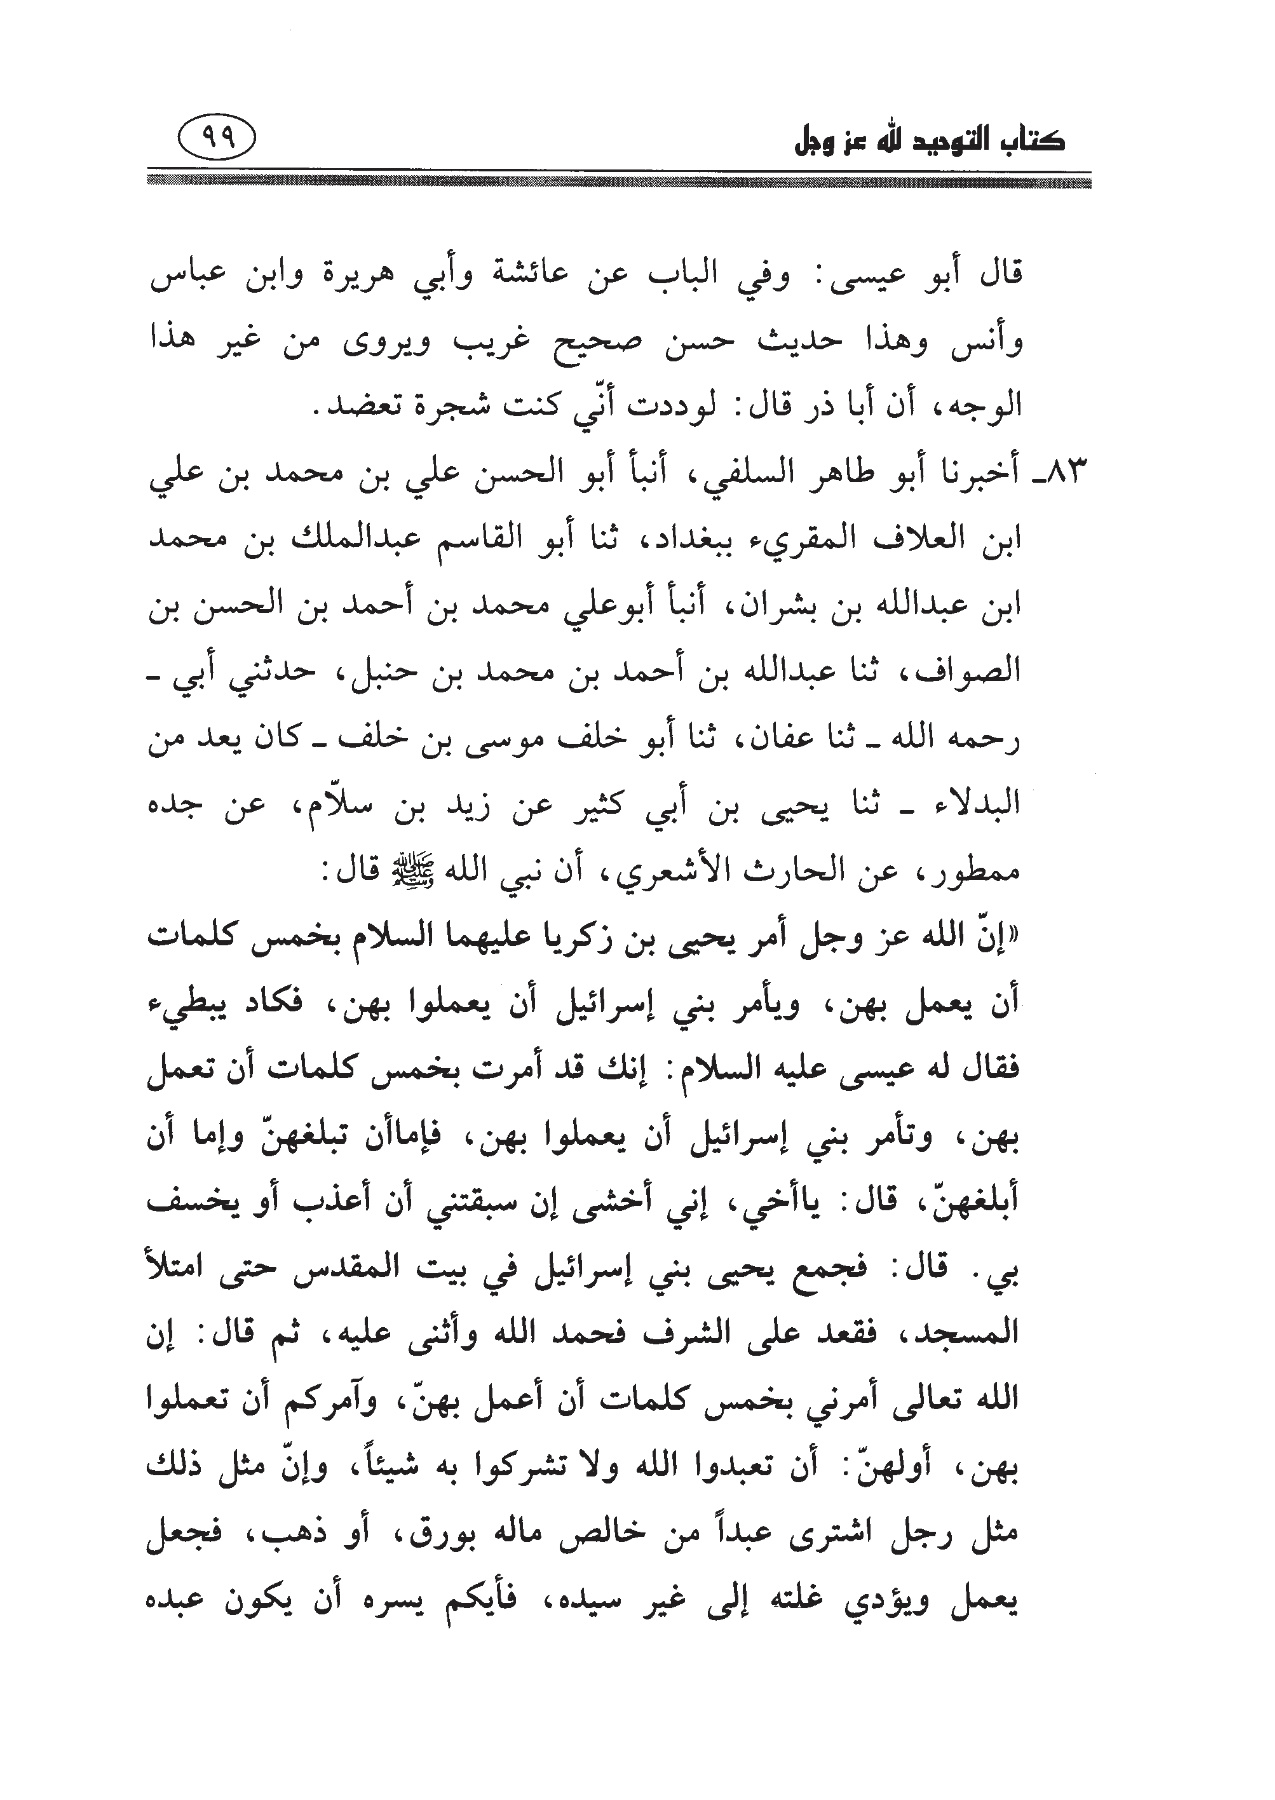 كتاب التوحيد لله عز وجل
٩٩
قال أبو عيسى: وفي الباب عن عائشة وأبي هريرة وابن عباس
وأنس وهذا حديث حسن صحيح غريب ويروى من غير هذا
الوجه، أن أبا ذر قال: لوددت أنّي كنت شجرة تعضد.
٨٣ـ أخبرنا أبو طاهر السلفي، أنبأ أبو الحسن علي بن محمد بن علي
ابن العلاف المقريء ببغداد، ثنا أبو القاسم عبدالملك بن محمد
ابن عبدالله بن بشران، أنبأ أبوعلي محمد بن أحمد بن الحسن بن
الصواف، ثنا عبدالله بن أحمد بن محمد بن حنبل، حدثني أبي ـ
رحمه الله ـ ثنا عفان، ثنا أبو خلف موسى بن خلف ـ كان يعد من
البدلاء ـ ثنا يحيى بن أبي كثير عن زيد بن سلاّم، عن جده
ممطور، عن الحارث الأشعري، أن نبي الله ﷺ قال:
«إنّ الله عز وجل أمر يحيى بن زكريا عليهما السلام بخمس كلمات
أن يعمل بهن، ويأمر بني إسرائيل أن يعملوا بهن، فكاد يبطيء
فقال له عيسى عليه السلام: إنك قد أمرت بخمس كلمات أن تعمل
بهن، وتأمر بني إسرائيل أن يعملوا بهن، فإماأن تبلغهنّ وإما أن
أبلغهنّ، قال: ياأخي، إني أخشى إن سبقتني أن أعذب أو يخسف
بي. قال: فجمع يحيى بني إسرائيل في بيت المقدس حتى امتلأ
المسجد، فقعد على الشرف فحمد الله وأثنى عليه، ثم قال: إن
الله تعالى أمرني بخمس كلمات أن أعمل بهنّ، وآمركم أن تعملوا
بهن، أولهنّ: أن تعبدوا الله ولا تشركوا به شيئاً، وإنّ مثل ذلك
مثل رجل اشترى عبداً من خالص ماله بورق، أو ذهب، فجعل
يعمل ويؤدي غلته إلى غير سيده، فأيكم يسره أن يكون عبده